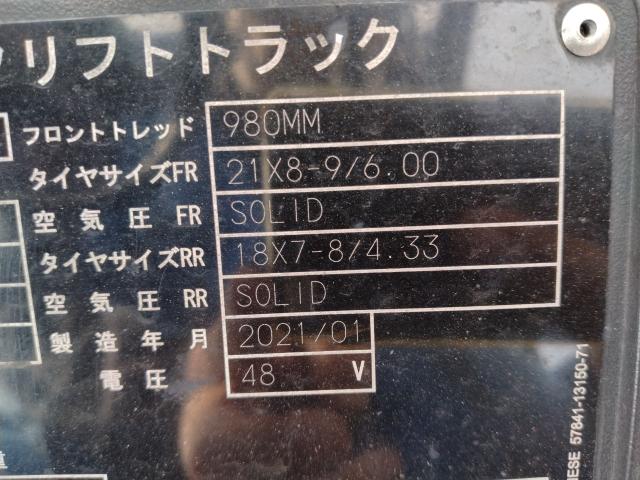 リフトトラック
フロントトレッド 980MM
タイヤサイズFR 21X8-9/6.00
空気圧FR SOLID
タイヤサイズRR 18X7-8/4.33
空気圧RR SOLID
製造年月 2021/01
電圧 48 V
ESE 57841-13150-71